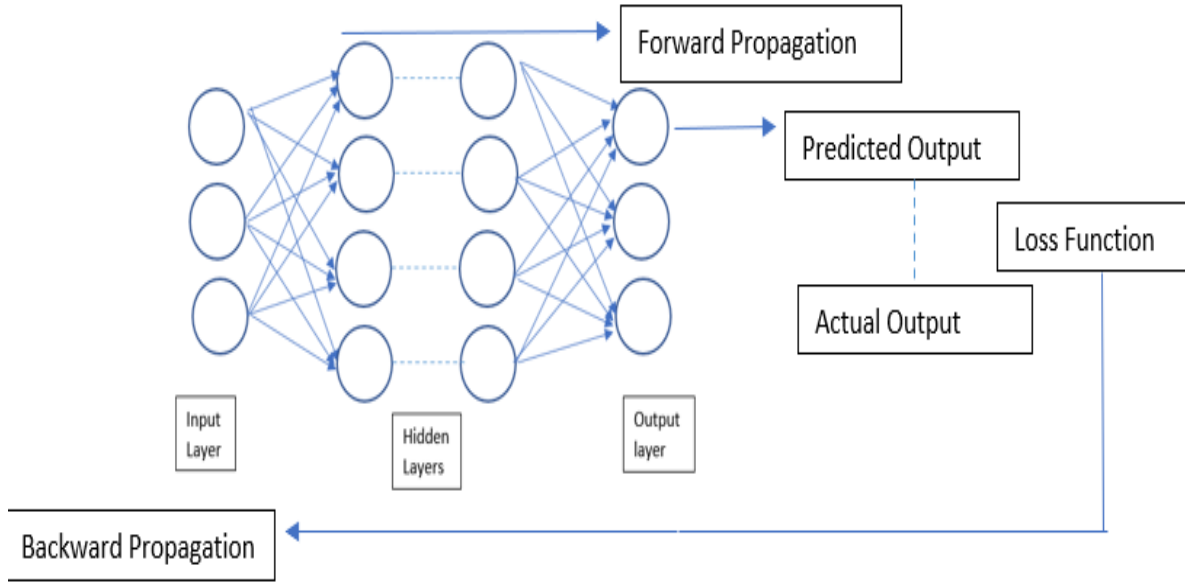 Forward Propagation
Predicted Output
Loss Function
Actual Output
Input
Layer
Hidden
Layers
Output
layer
Backward Propagation